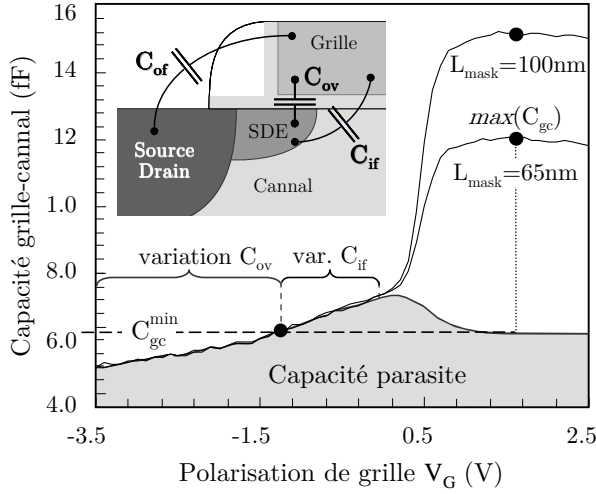 16
14
12
1.0
8.0
6.0
4.0
Capacité grille-cannal (fF)
-3.5
-1.5
0.5
2.5
Polarisation de grille V_G (V)
C_of
Grille
C_ov
SDE
Source
Drain
C_if
Cannal
L_mask=100nm
max(C_gc)
L_mask=65nm
variation C_ov
var. C_if
C_gc^min
Capacité parasite